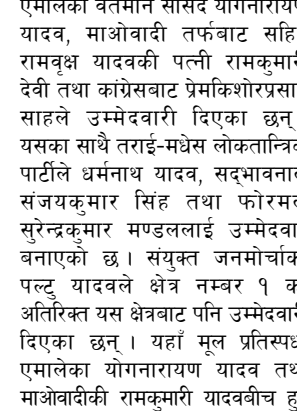 एमालेका वर्तमान सांसद योगनारायण
यादव, माओवादी तर्फबाट सहि
रामवृक्ष यादवकी पत्नी रामकुमारी
देवी तथा कांग्रेसबाट प्रेमकिशोरप्रसा
साहले उम्मेदवारी दिएका छन्
यसका साथै तराई-मधेस लोकतान्त्रिक
पार्टीले धर्मनाथ यादव, सद्भावनाक
संजयकुमार सिंह तथा फोरमक
सुरेन्द्रकुमार मण्डललाई उम्मेदवा
बनाएको छ । संयुक्त जनमोर्चाक
पल्टु यादवले क्षेत्र नम्बर १ क
अतिरिक्त यस क्षेत्रबाट पनि उम्मेदवारी
दिएका छन् । यहाँ मूल प्रतिस्पध
एमालेका योगनारायण यादव तथ
माओवादीकी रामकुमारी यादवबीच हु